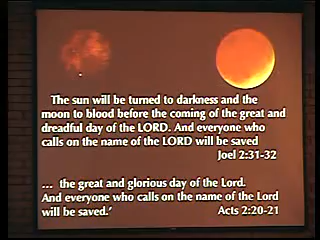 The sun will be turned to darkness and the
moon to blood before the coming of the great and
dreadful day of the LORD. And everyone who
calls on the name of the LORD will be saved
Joel 2:31-32
... the great and glorious day of the Lord.
And everyone who calls on the name of the Lord
will be saved.’ Acts 2:20-21